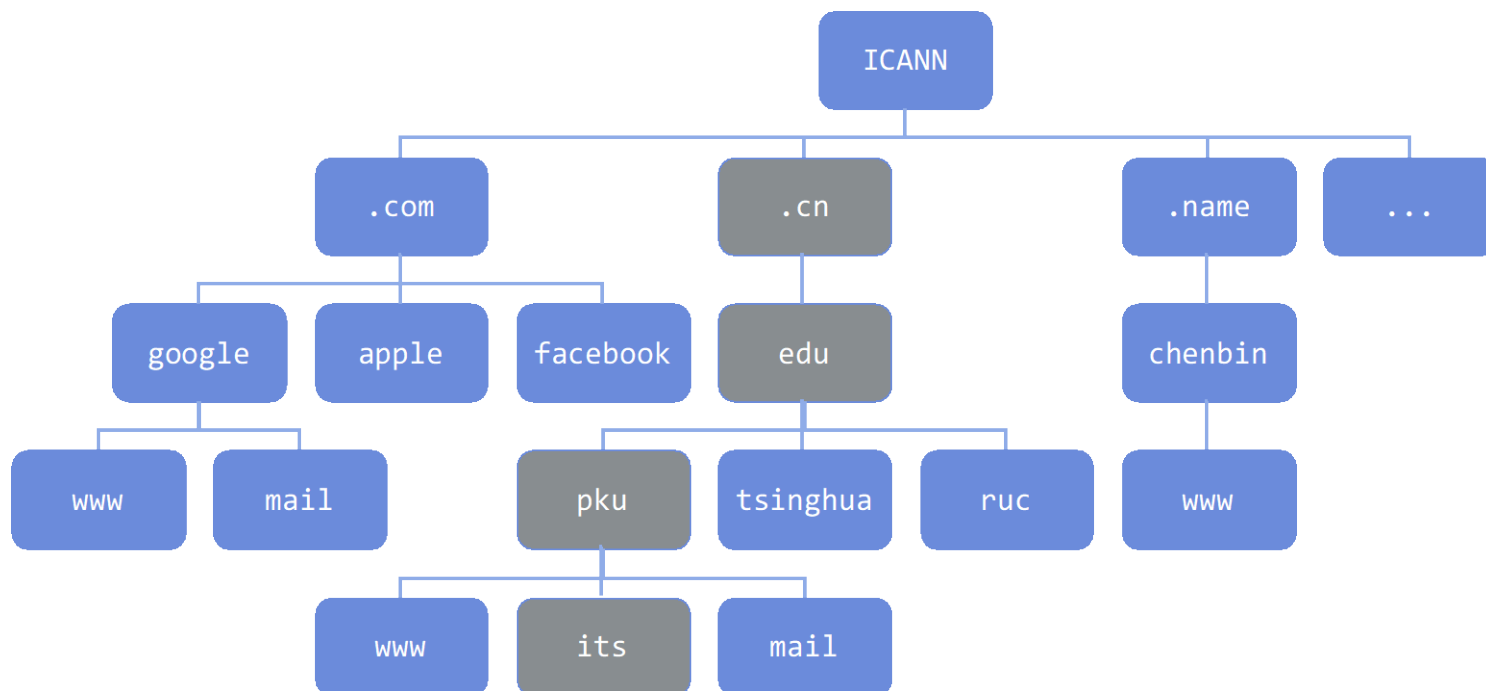 ICANN
.com
.cn
.name
...
google
apple
facebook
edu
chenbin
www
mail
pku
tsinghua
ruc
www
www
its
mail